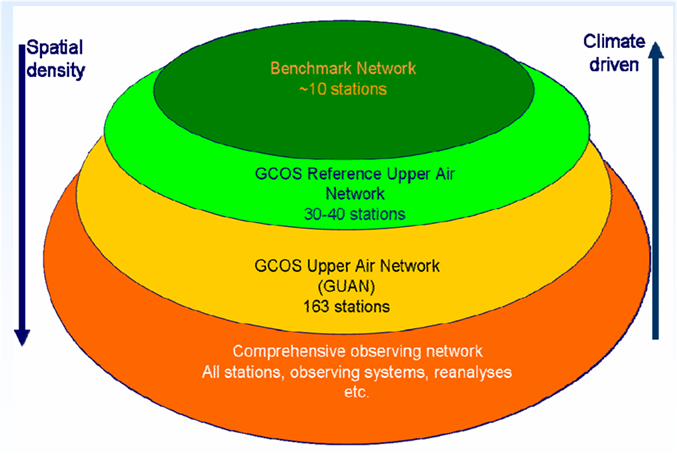 Spatial
density
Climate
driven
Benchmark Network
~10 stations
GCOS Reference Upper Air
Network
30-40 stations
GCOS Upper Air Network
(GUAN)
163 stations
Comprehensive observing network
All stations, observing systems, reanalyses
etc.